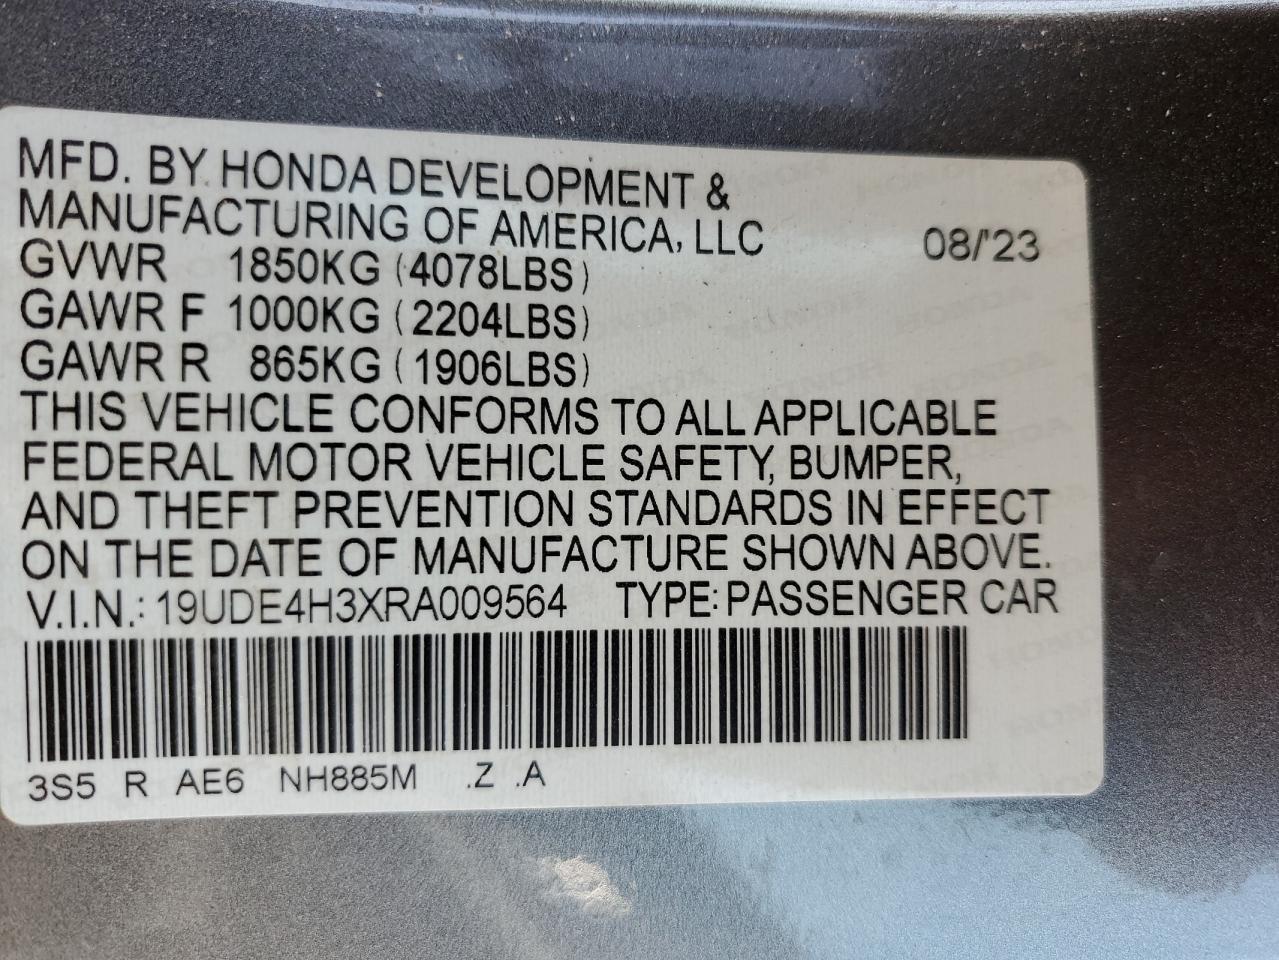 MFD. BY HONDA DEVELOPMENT &
MANUFACTURING OF AMERICA, LLC 08/'23
GVWR 1850KG (4078LBS)
GAWR F 1000KG (2204LBS)
GAWR R 865KG (1906LBS)
THIS VEHICLE CONFORMS TO ALL APPLICABLE
FEDERAL MOTOR VEHICLE SAFETY, BUMPER,
AND THEFT PREVENTION STANDARDS IN EFFECT
ON THE DATE OF MANUFACTURE SHOWN ABOVE.
V.I.N.: 19UDE4H3XRA009564 TYPE: PASSENGER CAR
3S5 R AE6 NH885M .Z .A